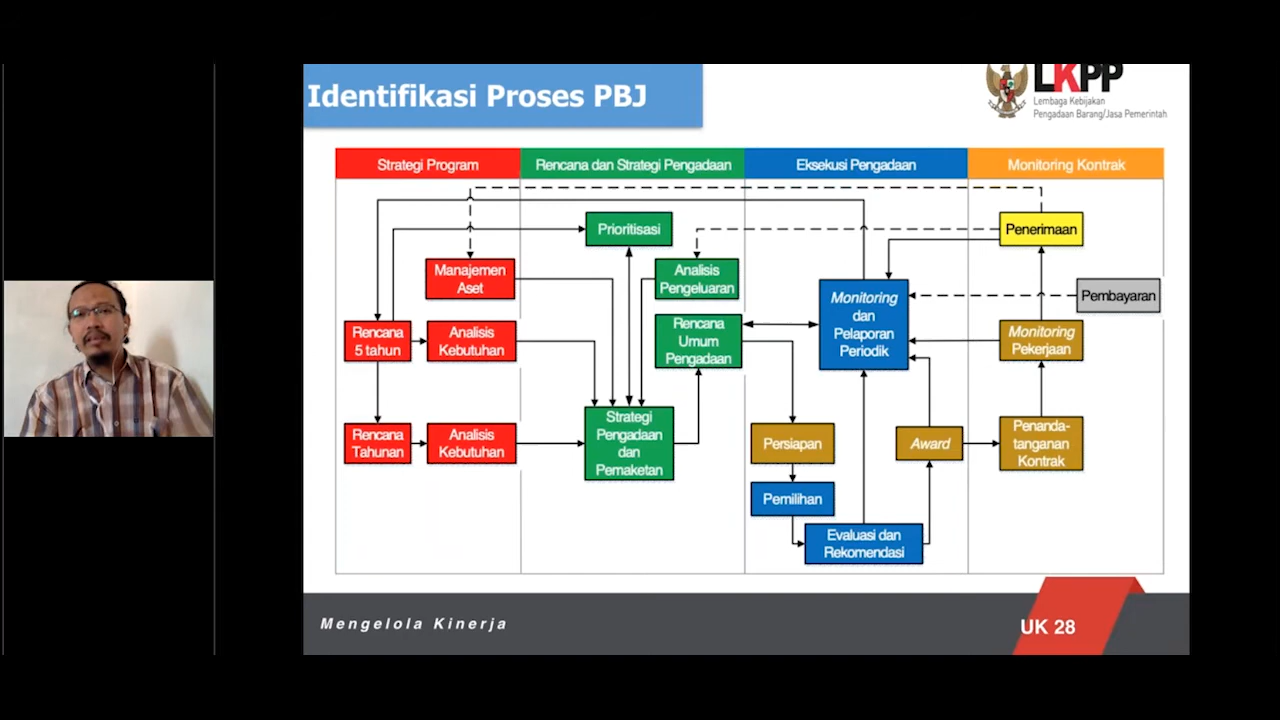 Identifikasi Proses PBJ
LKPP
Lembaga Kebijakan
Pengadaan Barang/Jasa Pemerintah
Strategi Program
Rencana dan Strategi Pengadaan
Eksekusi Pengadaan
Monitoring Kontrak
Prioritisasi
Penerimaan
Manajemen
Aset
Analisis
Pengeluaran
Monitoring
dan
Pelaporan
Periodik
Pembayaran
Rencana
5 tahun
Analisis
Kebutuhan
Rencana
Umum
Pengadaan
Monitoring
Pekerjaan
Rencana
Tahunan
Analisis
Kebutuhan
Strategi
Pengadaan
dan
Pemaketan
Persiapan
Award
Penanda-
tanganan
Kontrak
Pemilihan
Evaluasi dan
Rekomendasi
Mengelola Kinerja
UK 28